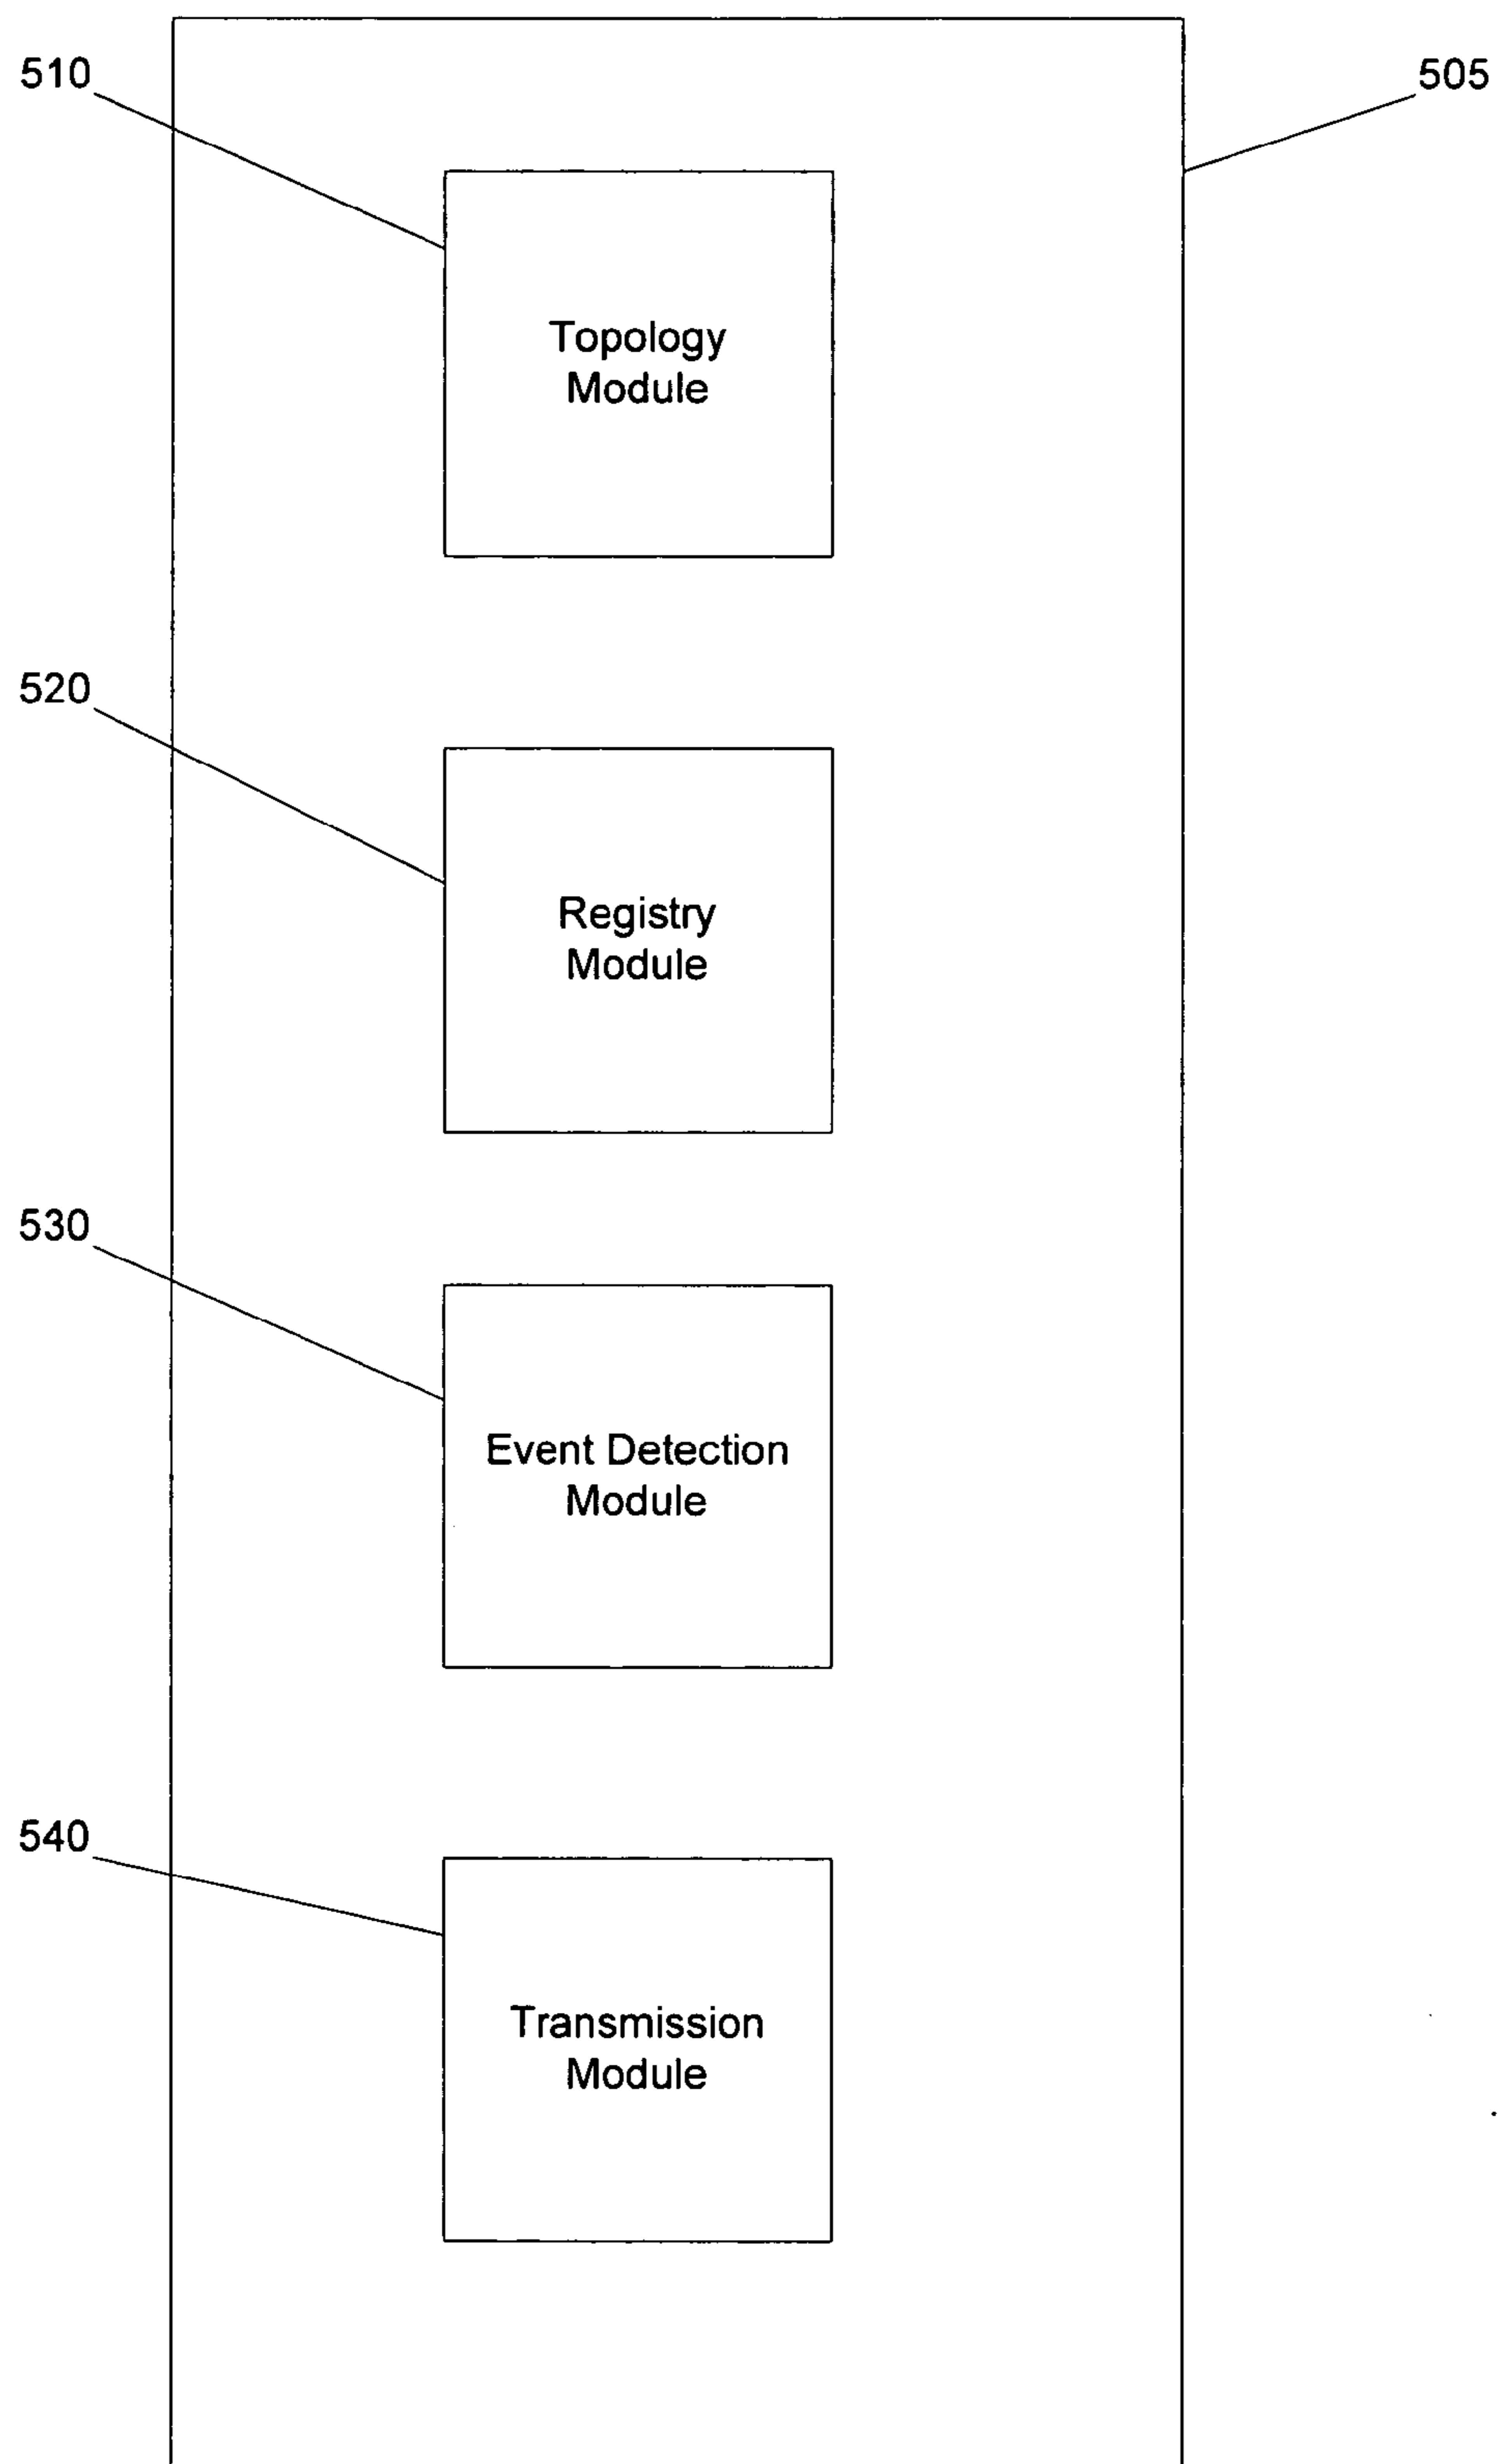 510
505
Topology
Module
520
Registry
Module
530
Event Detection
Module
540
Transmission
Module